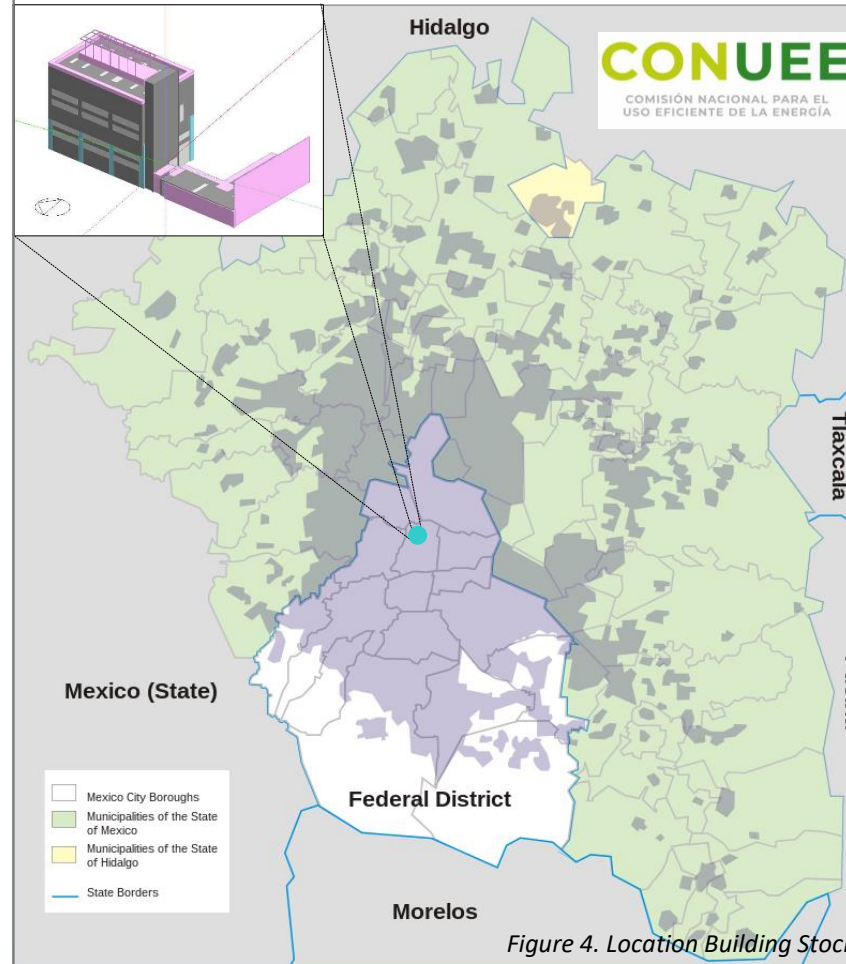 Hidalgo
CONUEE
COMISIÓN NACIONAL PARA EL
USO EFICIENTE DE LA ENERGÍA
Tlaxcala
Mexico (State)
Federal District
Mexico City Boroughs
Municipalities of the State
of Mexico
Municipalities of the State
of Hidalgo
State Borders
Morelos
Figure 4. Location Building Stock